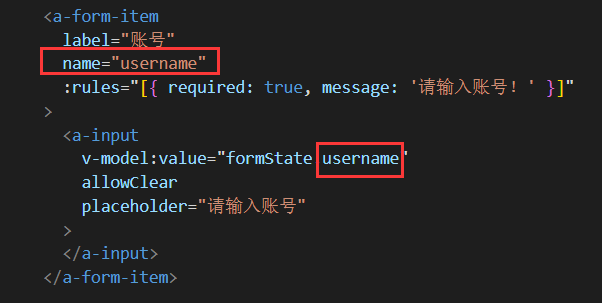 <a-form-item
label="账号"
name="username"
:rules="[{ required: true, message: '请输入账号！' }]"
>
<a-input
v-model:value="formState username"
allowClear
placeholder="请输入账号"
>
</a-input>
</a-form-item>